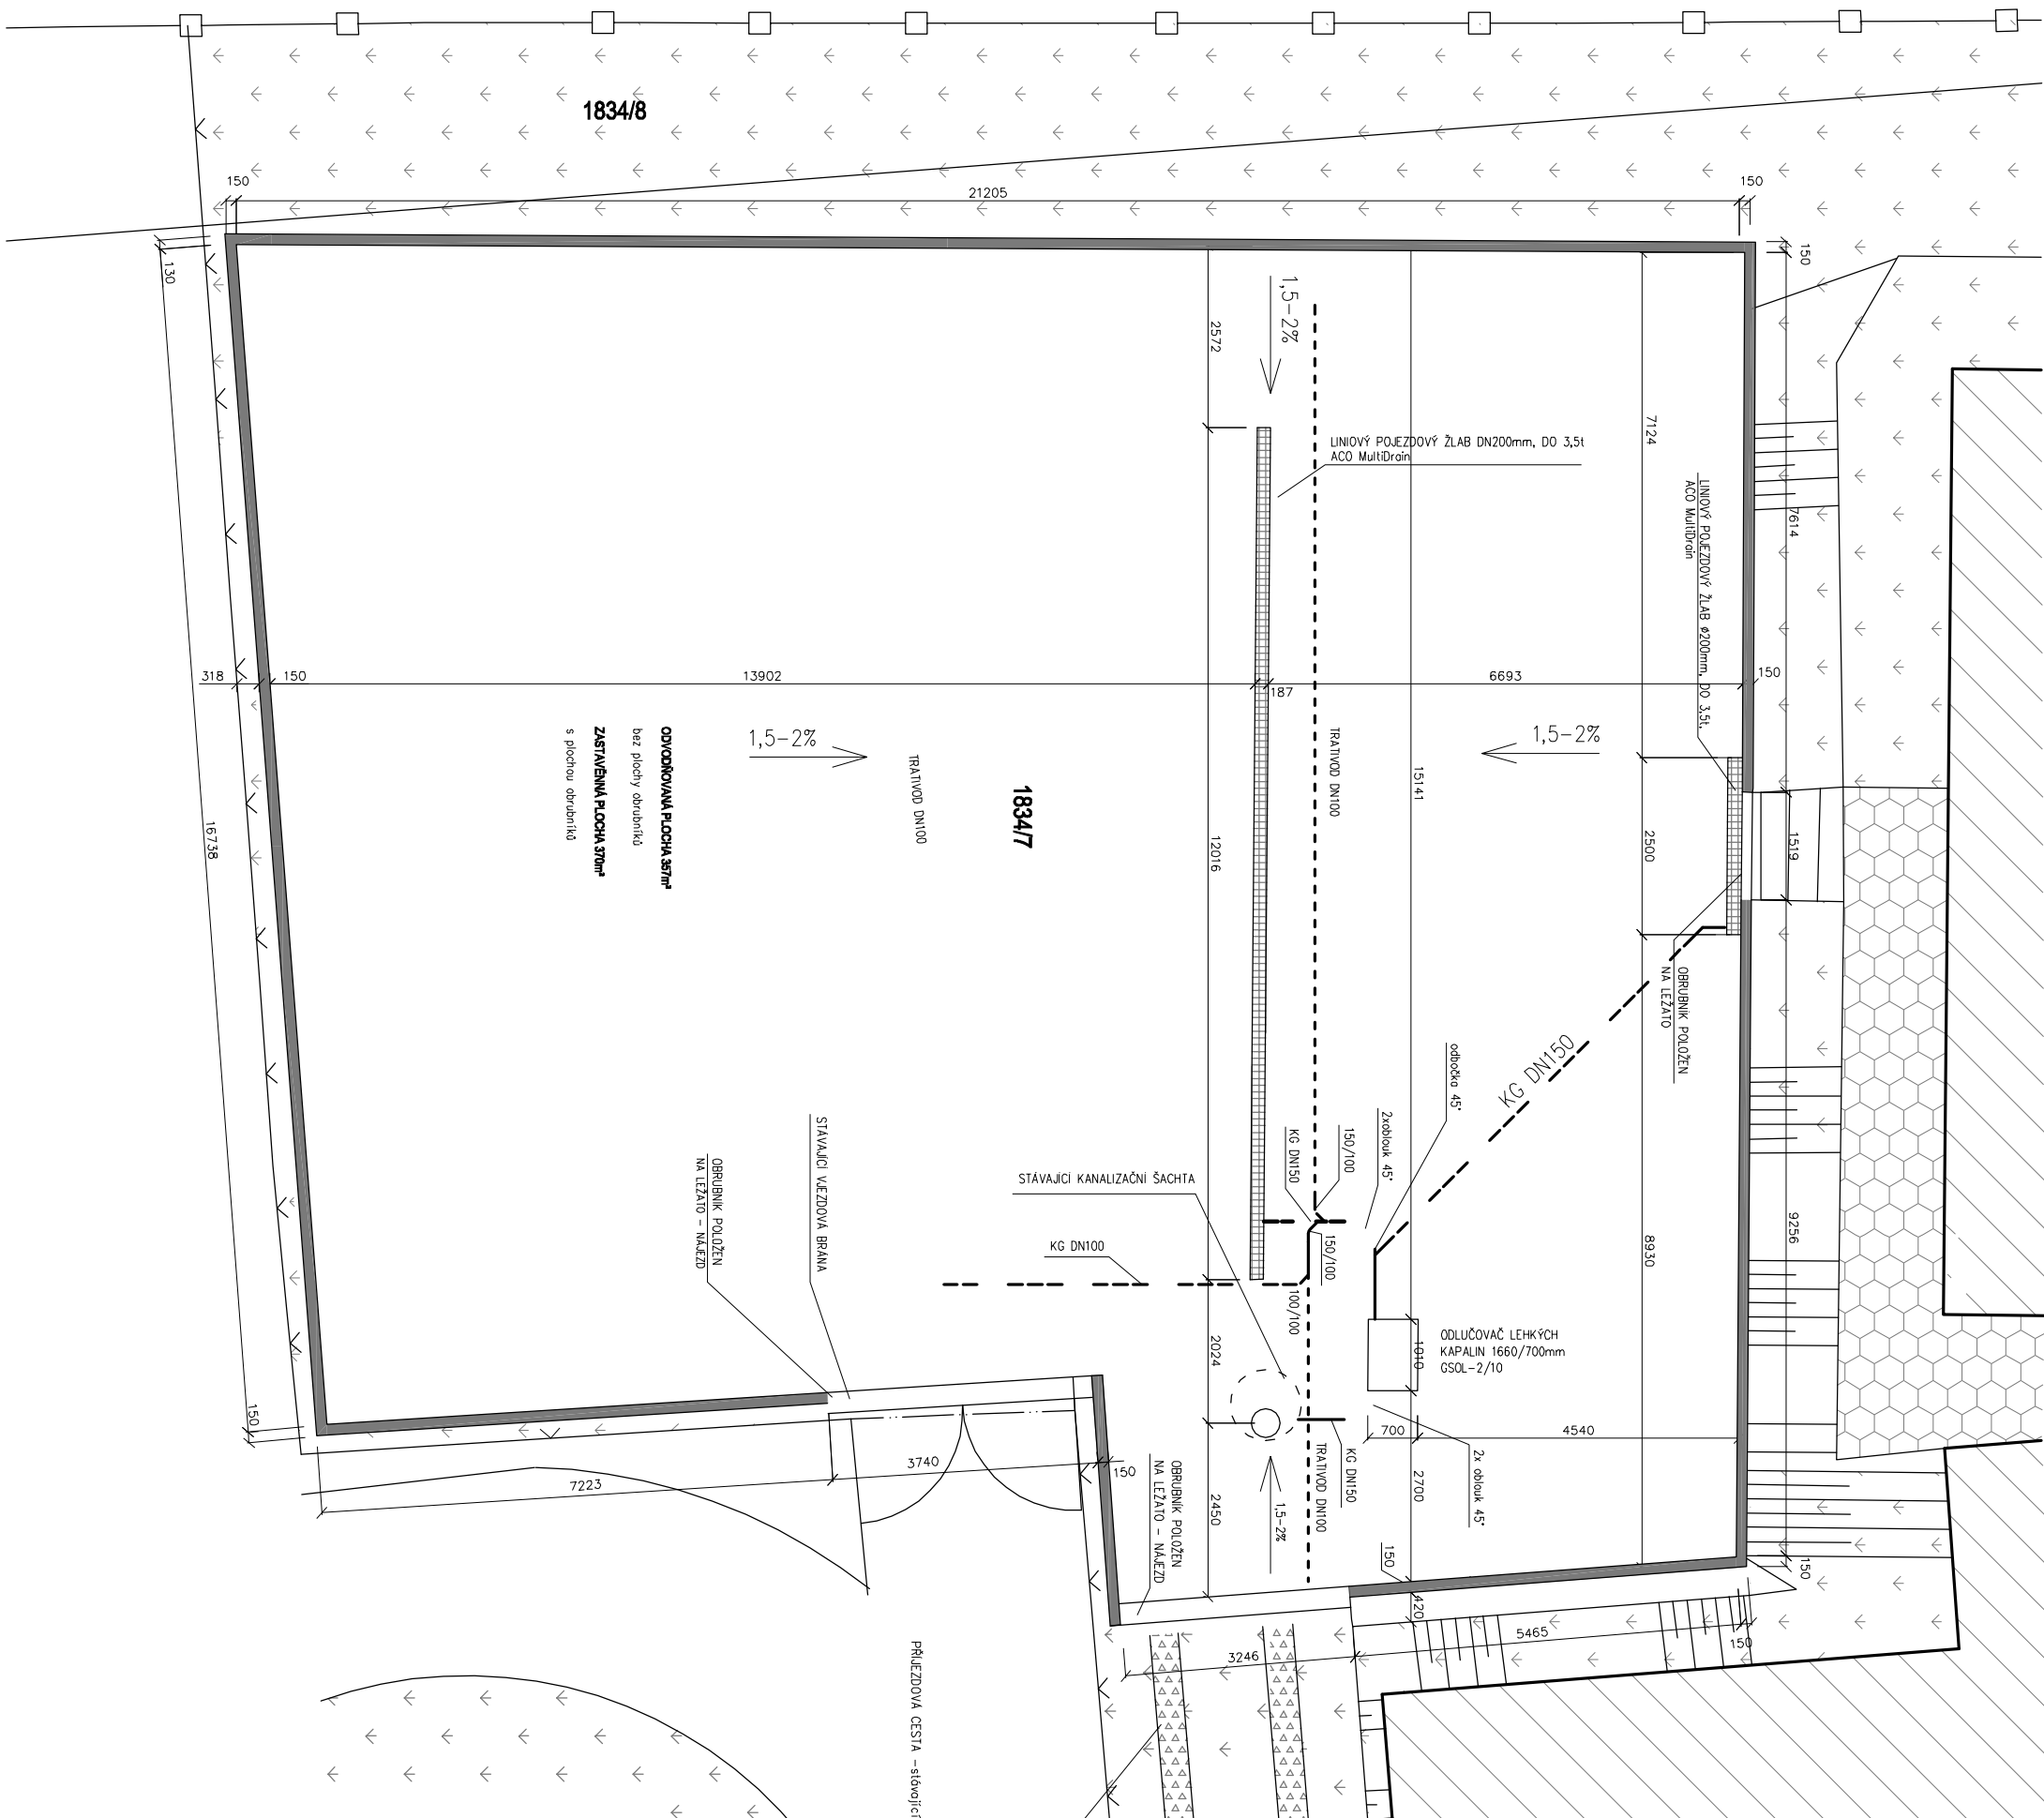 1834/8
150
21205
150
130
150
1,5-2%
2572
LINIOVÝ POJEZDOVÝ ŽLAB DN200mm, DO 3,5t
ACO MultiDrain
7124
LINIOVÝ POJEZDOVÝ ŽLAB ø200mm, DO 3,5t,
ACO MultiDrain
7614
318
150
13902
187
6693
150
1,5-2%
1,5-2%
TRATIVOD DN100
TRATIVOD DN100
15141
ODVODŇOVANÁ PLOCHA 357m²
bez plochy obrubníků
ZASTAVĚNNÁ PLOCHA 370m²
s plochou obrubníků
1834/7
12016
2500
1519
16738
OBRUBNÍK POLOŽEN
NA LEŽATO
KG DN150
odbočka 45°
2xoblouk 45°
150/100
KG DN150
STÁVAJÍCÍ KANALIZAČNÍ ŠACHTA
STÁVAJÍCÍ VJEZDOVÁ BRÁNA
OBRUBNÍK POLOŽEN
NA LEŽATO - NÁJEZD
KG DN100
150/100
100/100
8930
9256
2024
1010
ODLUČOVAČ LEHKÝCH
KAPALIN 1660/700mm
GSOL-2/10
700
4540
150
7223
3740
150
OBRUBNÍK POLOŽEN
NA LEŽATO - NÁJEZD
2450
1,5-2%
TRATIVOD DN100
KG DN150
2700
2x oblouk 45°
150
420
150
3246
5465
150
PŘÍJEZDOVÁ CESTA -stávající